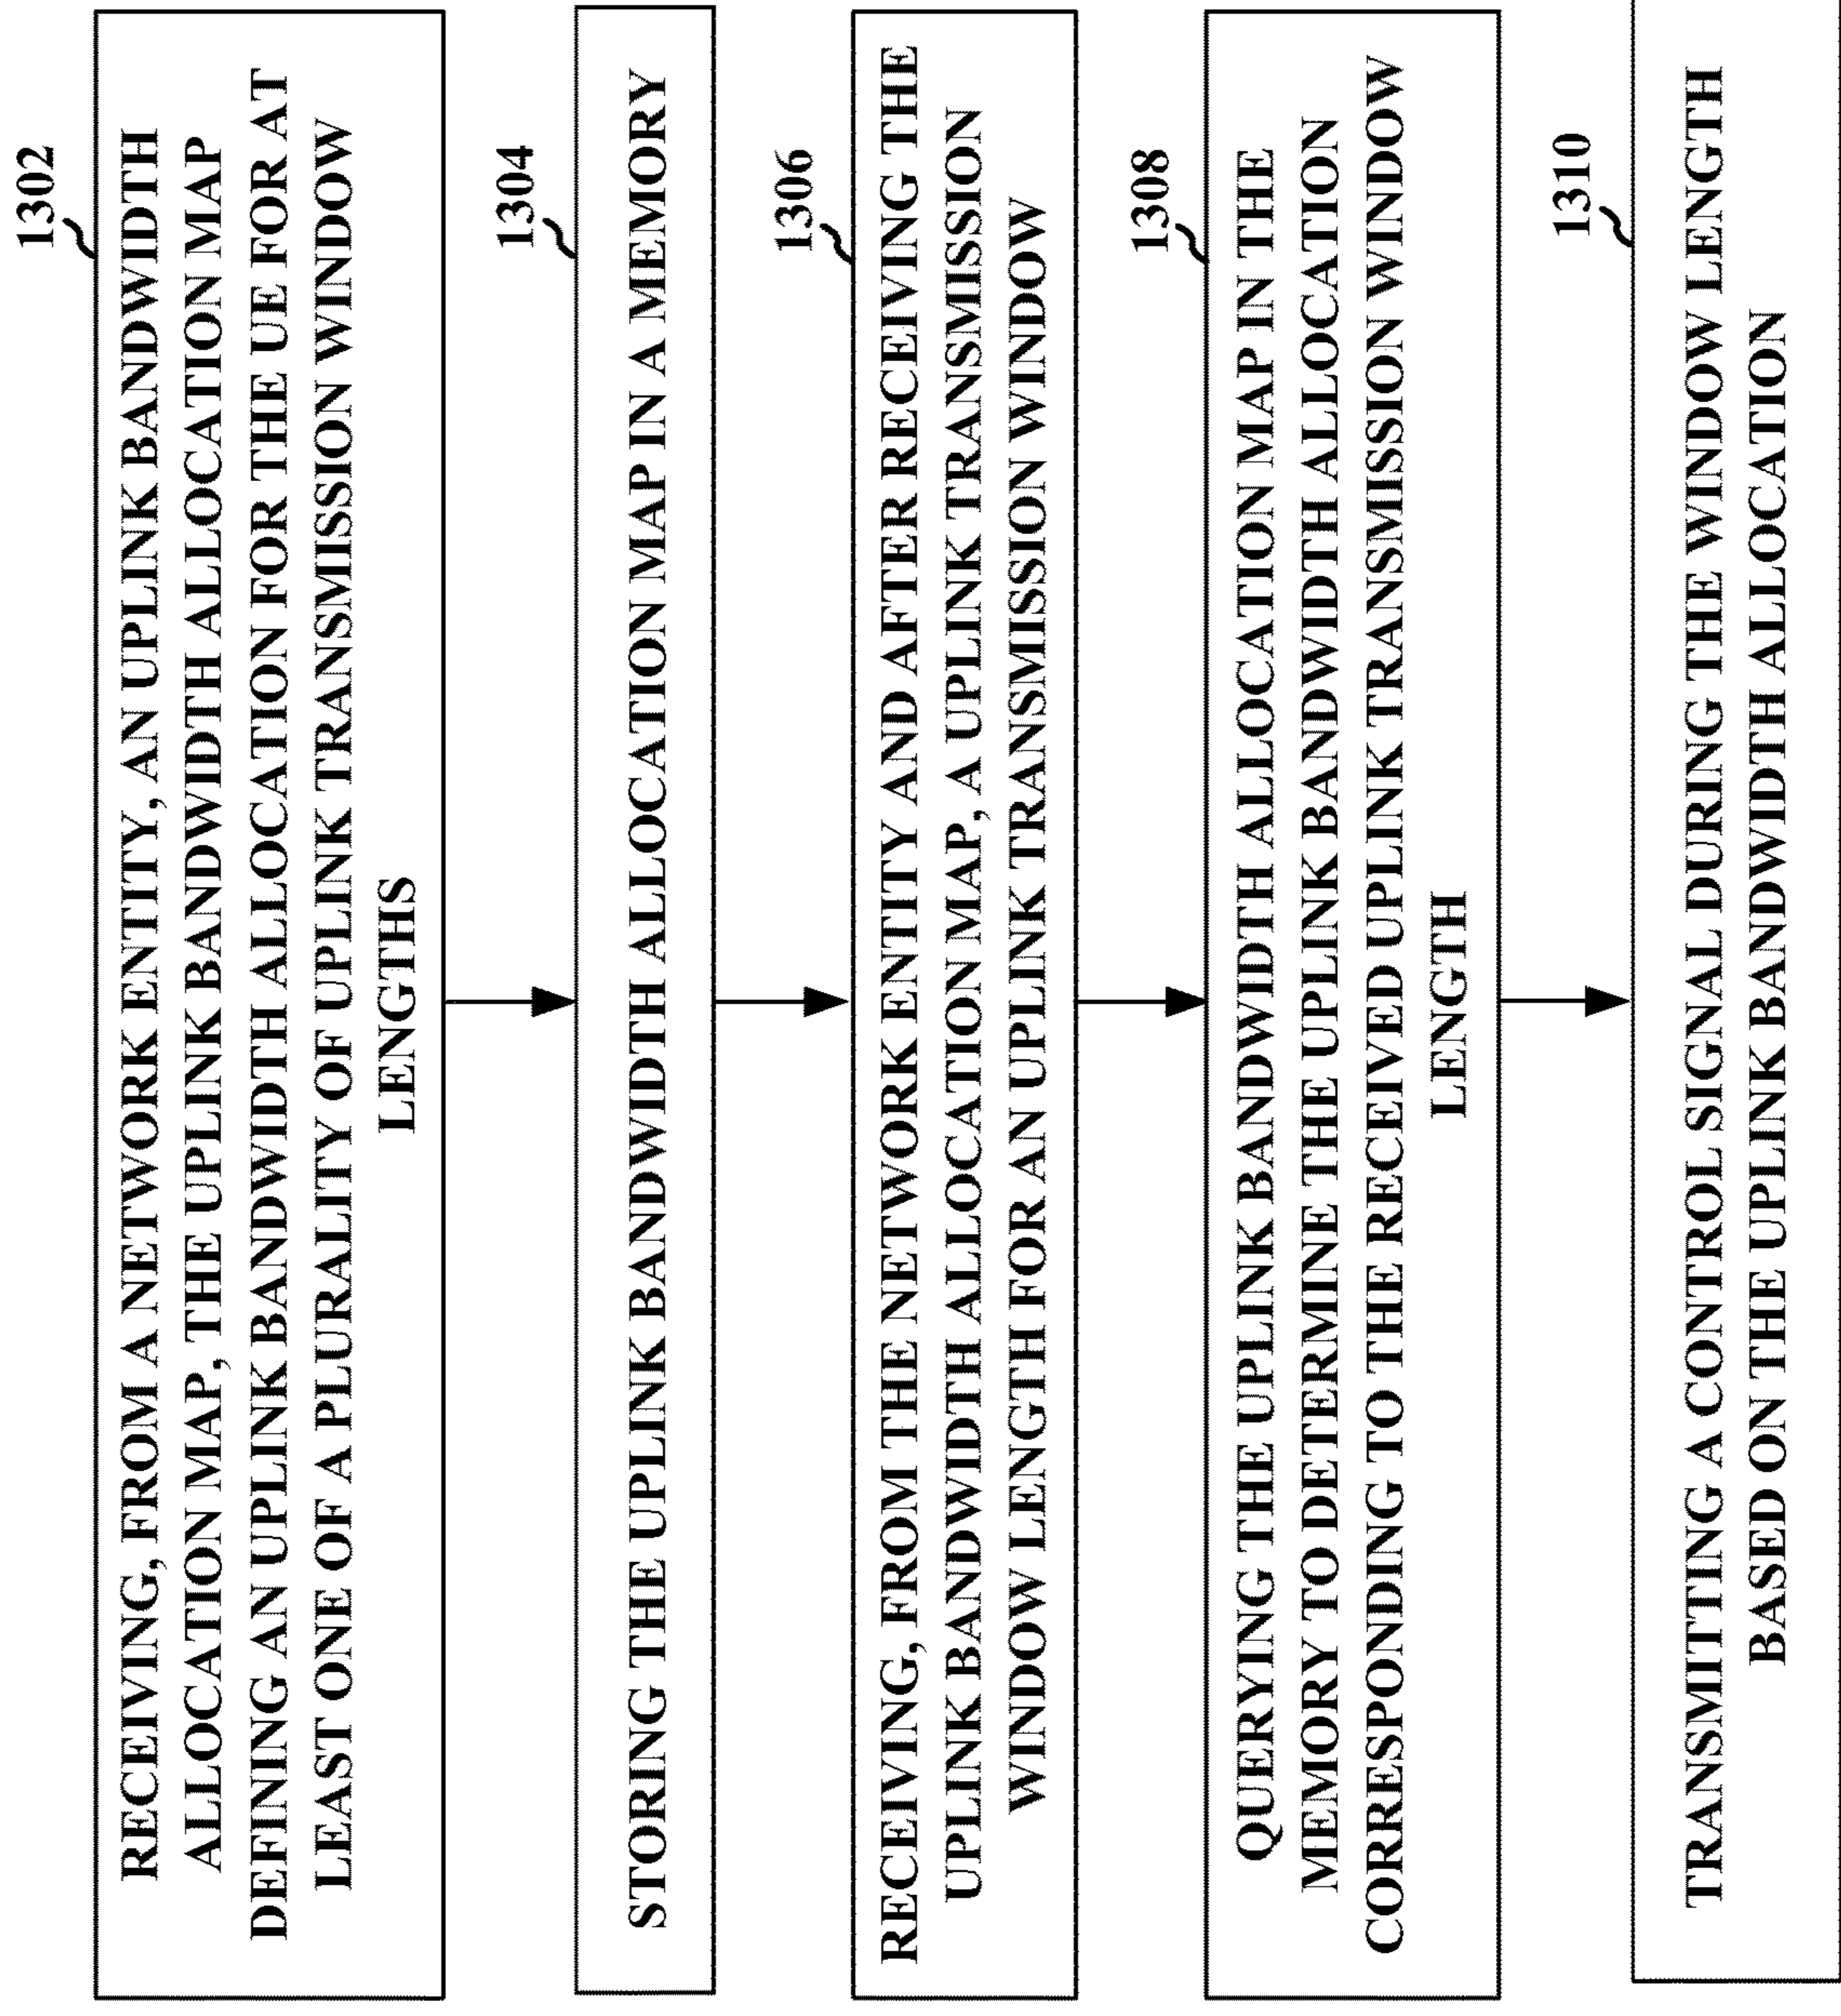 1302
RECEIVING, FROM A NETWORK ENTITY, AN UPLINK BANDWIDTH
ALLOCATION MAP, THE UPLINK BANDWIDTH ALLOCATION MAP
DEFINING AN UPLINK BANDWIDTH ALLOCATION FOR THE UE FOR AT
LEAST ONE OF A PLURALITY OF UPLINK TRANSMISSION WINDOW
LENGTHS
1304
STORING THE UPLINK BANDWIDTH ALLOCATION MAP IN A MEMORY
1306
RECEIVING, FROM THE NETWORK ENTITY AND AFTER RECEIVING THE
UPLINK BANDWIDTH ALLOCATION MAP, A UPLINK TRANSMISSION
WINDOW LENGTH FOR AN UPLINK TRANSMISSION WINDOW
1308
QUERYING THE UPLINK BANDWIDTH ALLOCATION MAP IN THE
MEMORY TO DETERMINE THE UPLINK BANDWIDTH ALLOCATION
CORRESPONDING TO THE RECEIVED UPLINK TRANSMISSION WINDOW
LENGTH
1310
TRANSMITTING A CONTROL SIGNAL DURING THE WINDOW LENGTH
BASED ON THE UPLINK BANDWIDTH ALLOCATION